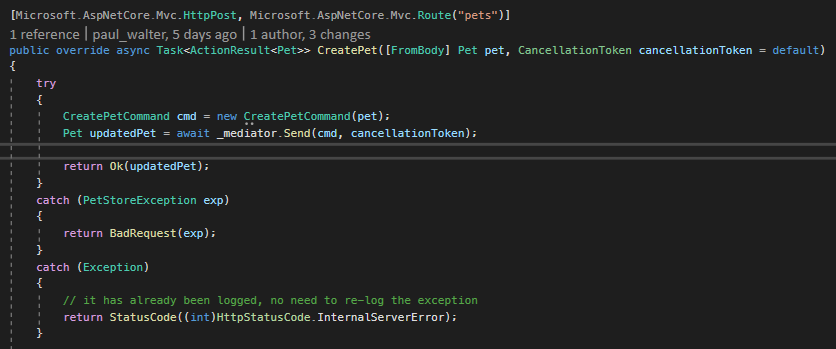 [Microsoft.AspNetCore.Mvc.HttpPost, Microsoft.AspNetCore.Mvc.Route("pets")]
1 reference | paul_walter, 5 days ago | 1 author, 3 changes
public override async Task<ActionResult<Pet>> CreatePet([FromBody] Pet pet, CancellationToken cancellationToken = default)
{
try
{
CreatePetCommand cmd = new CreatePetCommand(pet);
Pet updatedPet = await _mediator.Send(cmd, cancellationToken);
return Ok(updatedPet);
}
catch (PetStoreException exp)
{
return BadRequest(exp);
}
catch (Exception)
{
// it has already been logged, no need to re-log the exception
return StatusCode((int)HttpStatusCode.InternalServerError);
}